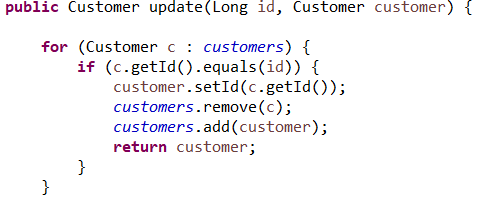 public Customer update(Long id, Customer customer) {
for (Customer c : customers) {
if (c.getId().equals(id)) {
customer.setId(c.getId());
customers.remove(c);
customers.add(customer);
return customer;
}
}